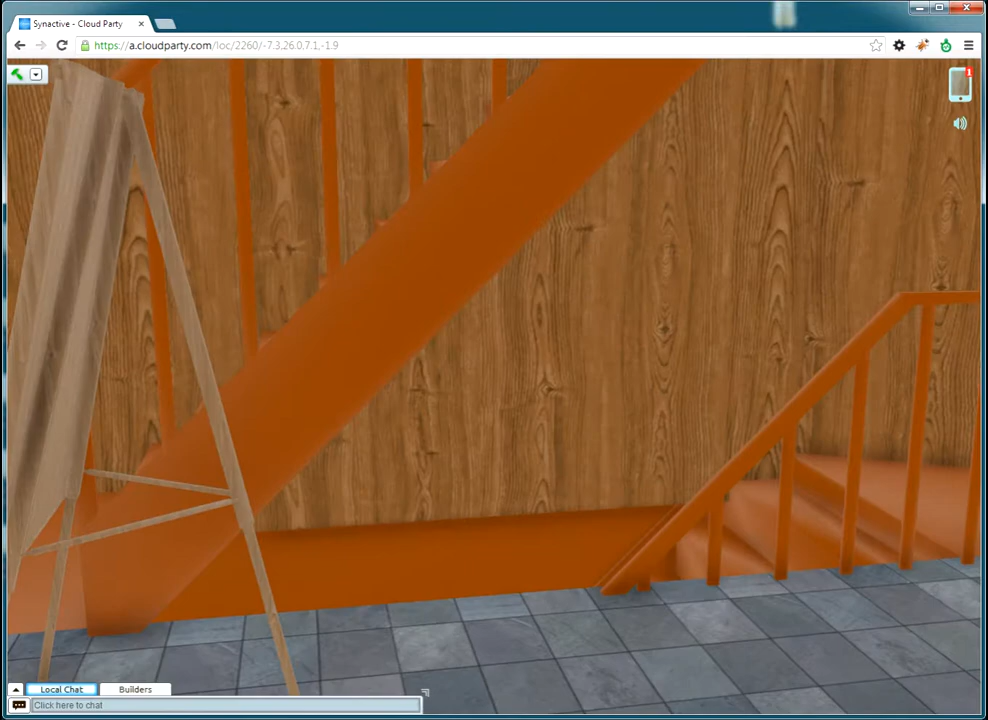 Synactive - Cloud Party
https://a.cloudparty.com/loc/2260/-7.3,26.0,7.1,-1.9
1
Local Chat
Builders
Click here to chat